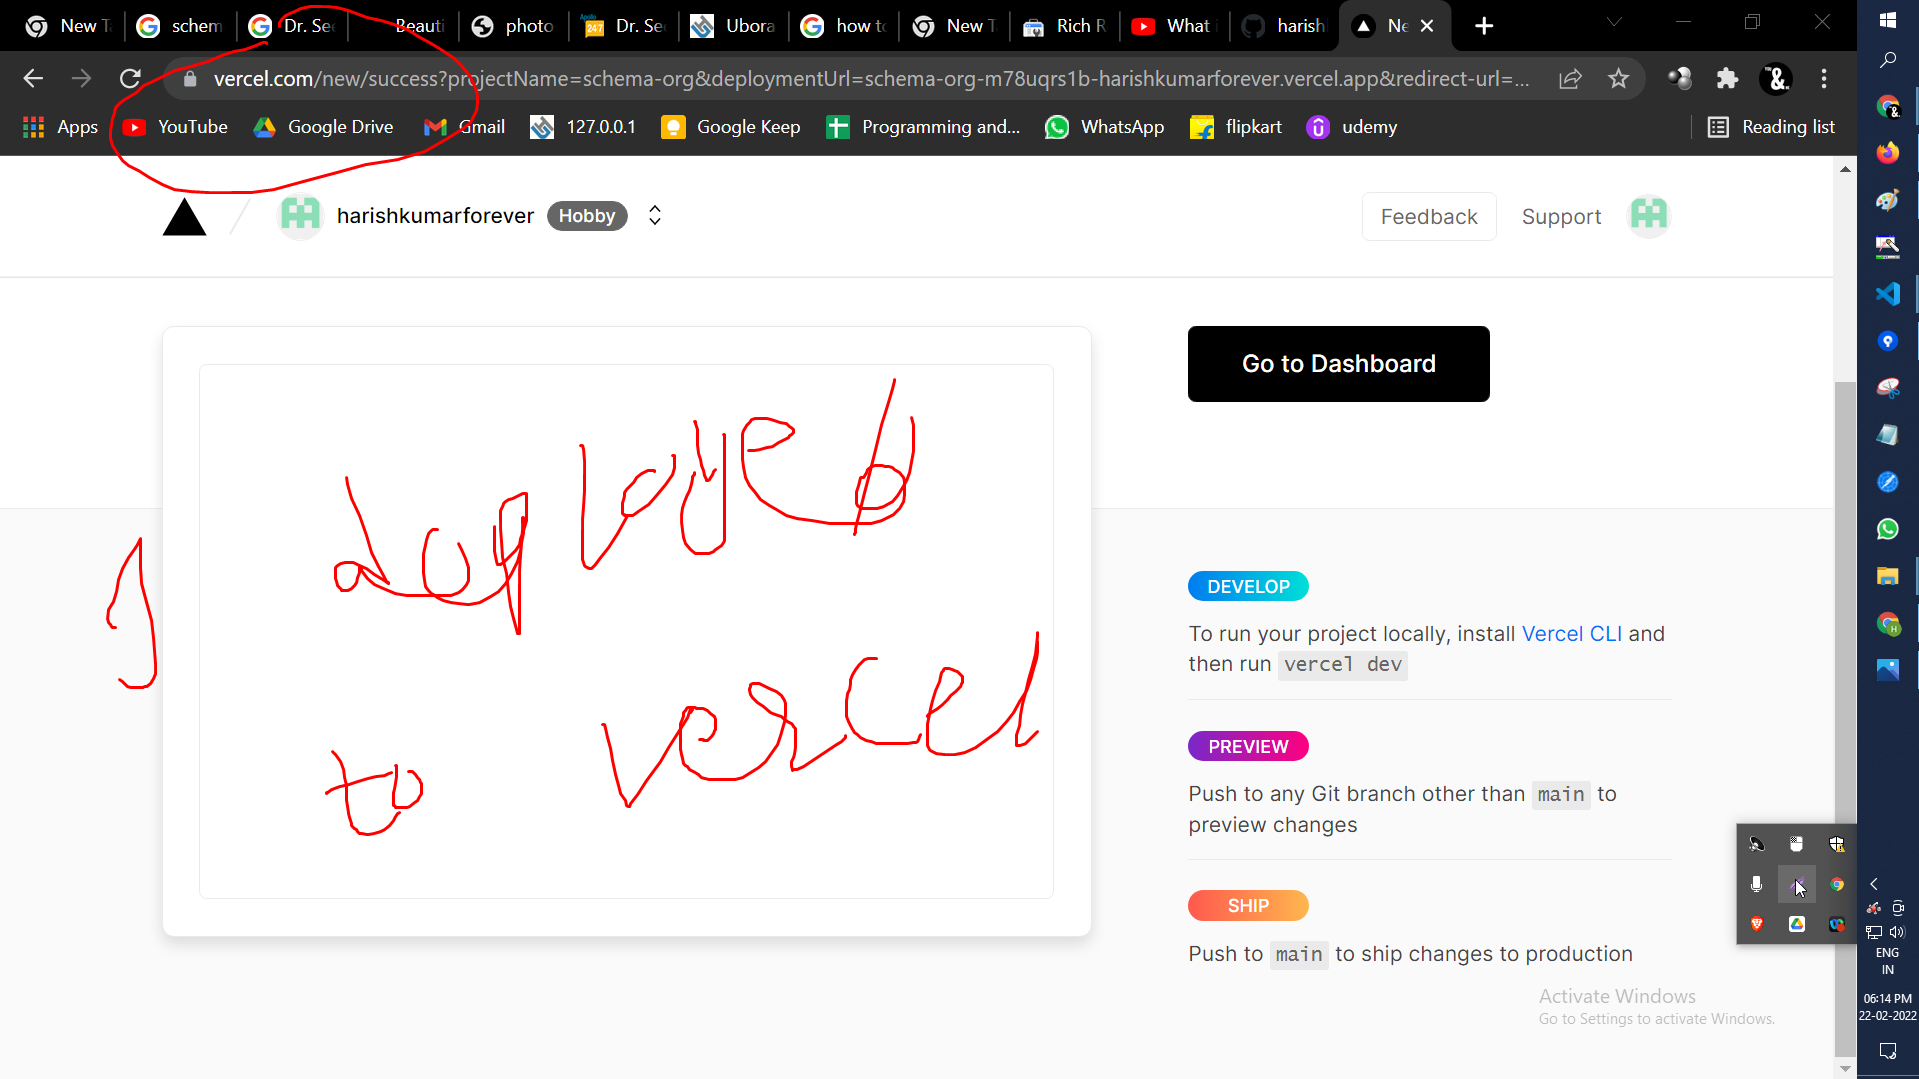 New T
schem
Dr. See
Beauti
photo
Apollo 247
Dr. Se
Ubora
how to
New T
Rich R
What i
harish
Ne
vercel.com/new/success?projectName=schema-org&deploymentUrl=schema-org-m78uqrs1b-harishkumarforever.vercel.app&redirect-url=...
Apps
YouTube
Google Drive
Gmail
127.0.0.1
Google Keep
Programming and...
WhatsApp
flipkart
udemy
Reading list
harishkumarforever
Hobby
Feedback
Support
Go to Dashboard
I
deployed
to vercel
DEVELOP
To run your project locally, install Vercel CLI and
then run vercel dev
PREVIEW
Push to any Git branch other than main to
preview changes
SHIP
Push to main to ship changes to production
Activate Windows
Go to Settings to activate Windows.
ENG
IN
06:14 PM
22-02-2022